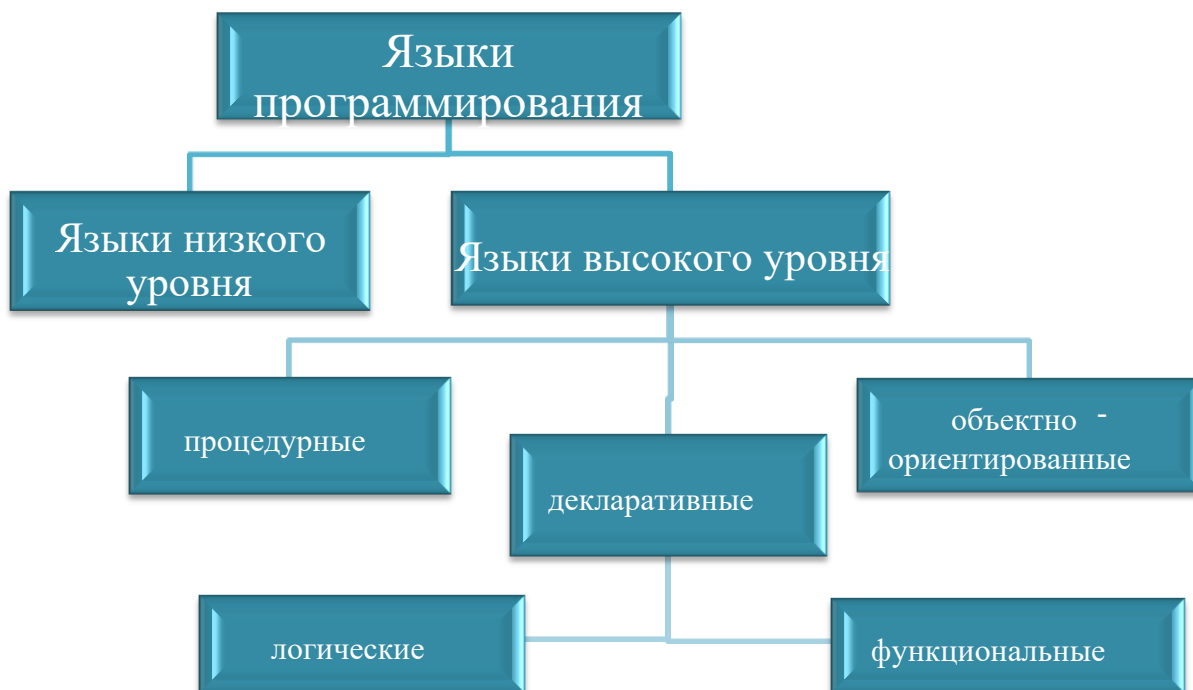 Языки
программирования
Языки низкого
уровня
Языки высокого уровня
процедурные
объектно -
ориентированные
декларативные
логические
функциональные